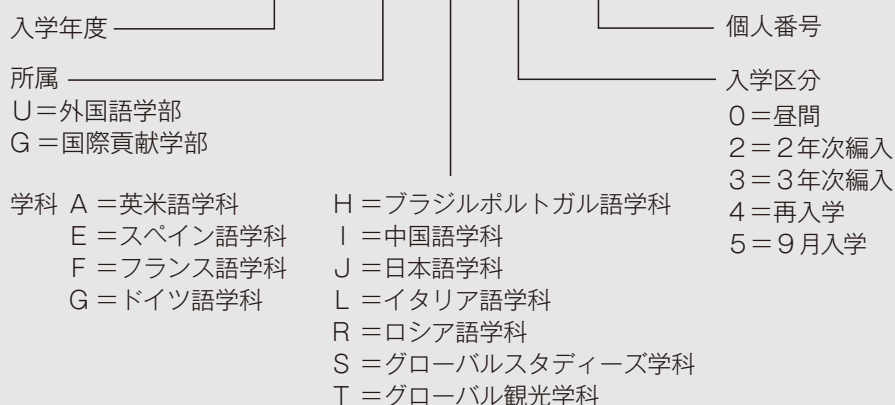 入学年度
個人番号
所属
U＝外国語学部
G＝国際貢献学部
入学区分
0＝昼間
2＝2年次編入
3＝3年次編入
4＝再入学
5＝9月入学
学科 A＝英米語学科
E＝スペイン語学科
F＝フランス語学科
G＝ドイツ語学科
H＝ブラジルポルトガル語学科
I＝中国語学科
J＝日本語学科
L＝イタリア語学科
R＝ロシア語学科
S＝グローバルスタディーズ学科
T＝グローバル観光学科